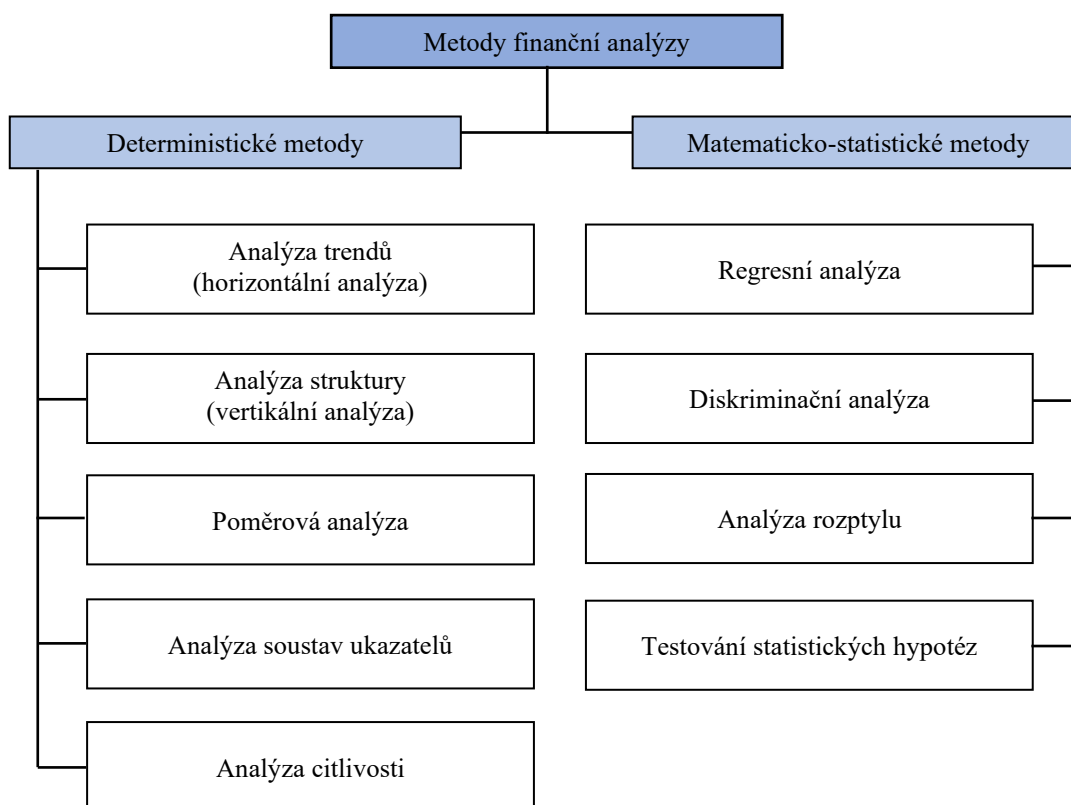 Metody finanční analýzy
Deterministické metody
Matematicko-statistické metody
Analýza trendů
(horizontální analýza)
Analýza struktury
(vertikální analýza)
Poměrová analýza
Analýza soustav ukazatelů
Analýza citlivosti
Regresní analýza
Diskriminační analýza
Analýza rozptylu
Testování statistických hypotéz